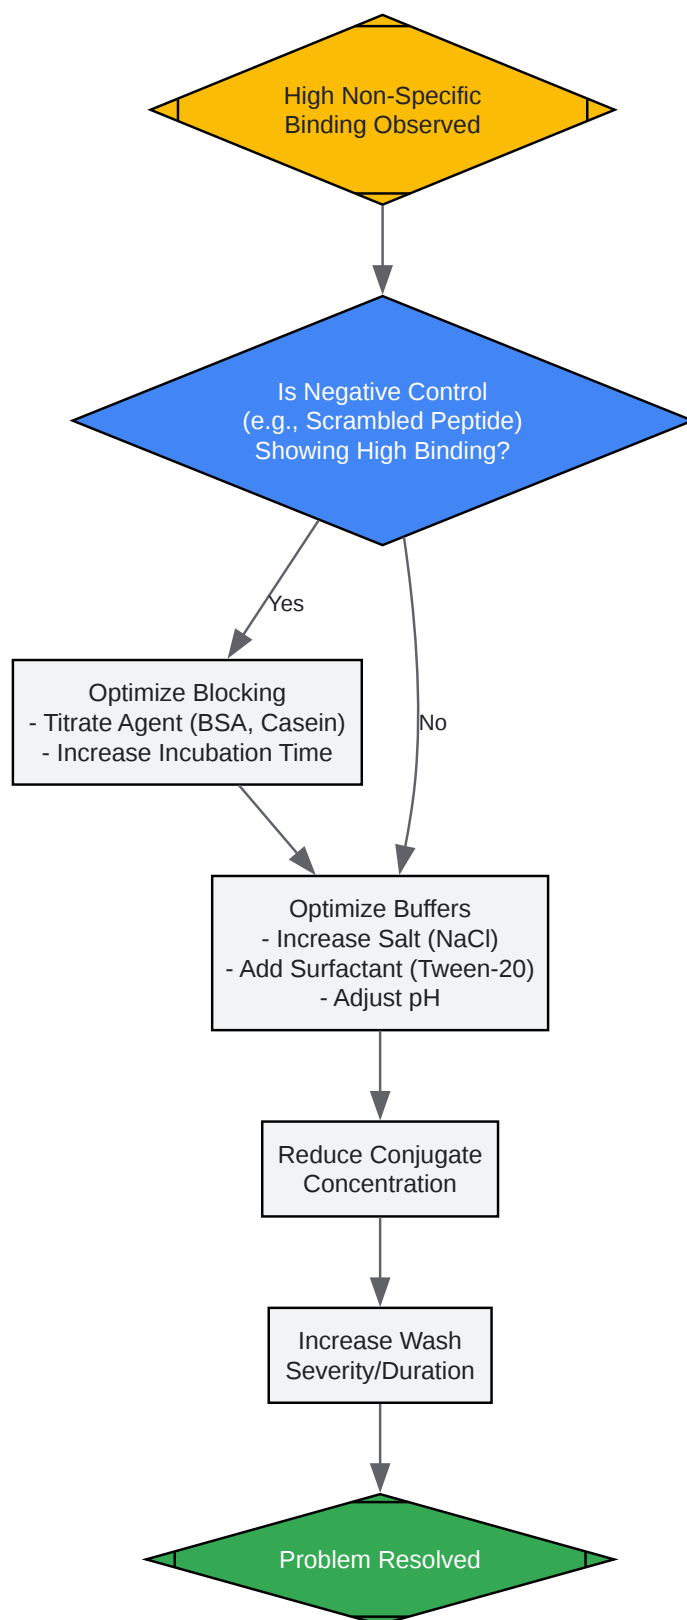 High Non-Specific
Binding Observed
Is Negative Control
(e.g., Scrambled Peptide)
Showing High Binding?
Yes
Optimize Blocking
- Titrate Agent (BSA, Casein)
- Increase Incubation Time
No
Optimize Buffers
- Increase Salt (NaCl)
- Add Surfactant (Tween-20)
- Adjust pH
Reduce Conjugate
Concentration
Increase Wash
Severity/Duration
Problem Resolved